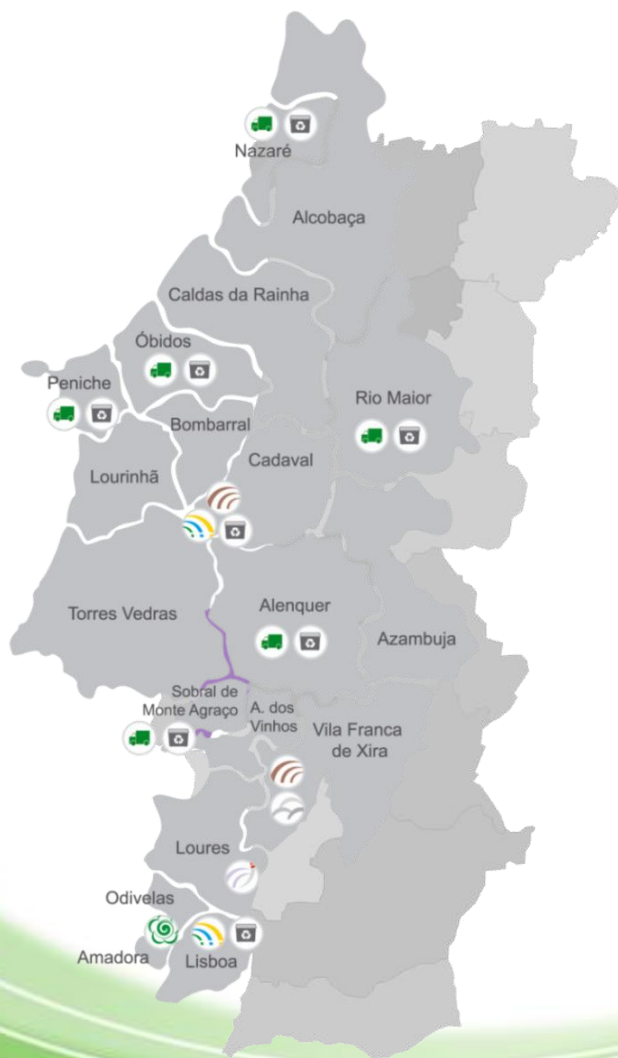 Nazaré
Alcobaça
Caldas da Rainha
Óbidos
Peniche
Rio Maior
Bombarral
Cadaval
Lourinhã
Torres Vedras
Alenquer
Azambuja
Sobral de
Monte Agraço
A. dos
Vinhos
Vila Franca
de Xira
Loures
Odivelas
Amadora
Lisboa